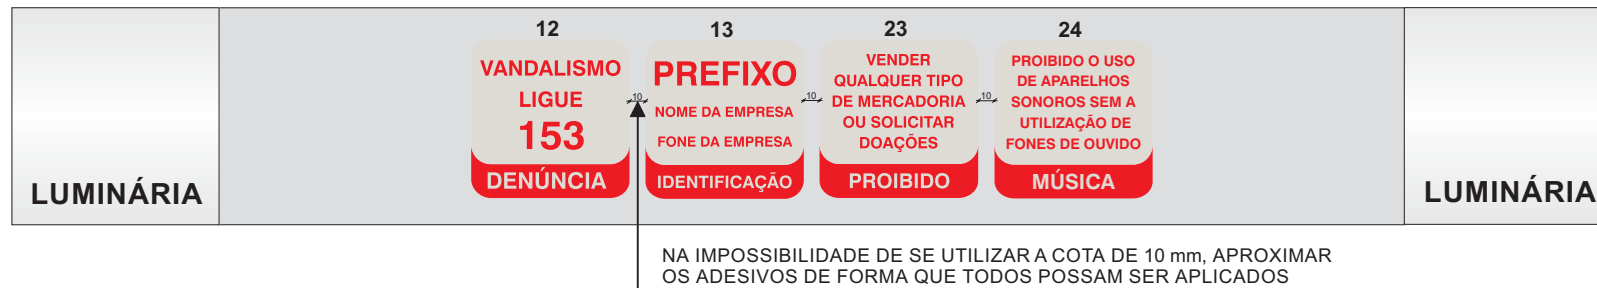 12
VANDALISMO
LIGUE
153
DENÚNCIA
10
13
PREFIXO
NOME DA EMPRESA
FONE DA EMPRESA
IDENTIFICAÇÃO
10
23
VENDER
QUALQUER TIPO
DE MERCADORIA
OU SOLICITAR
DOAÇÕES
PROIBIDO
10
24
PROIBIDO O USO
DE APARELHOS
SONOROS SEM A
UTILIZAÇÃO DE
FONES DE OUVIDO
MÚSICA
LUMINÁRIA
LUMINÁRIA
NA IMPOSSIBILIDADE DE SE UTILIZAR A COTA DE 10 mm, APROXIMAR
OS ADESIVOS DE FORMA QUE TODOS POSSAM SER APLICADOS